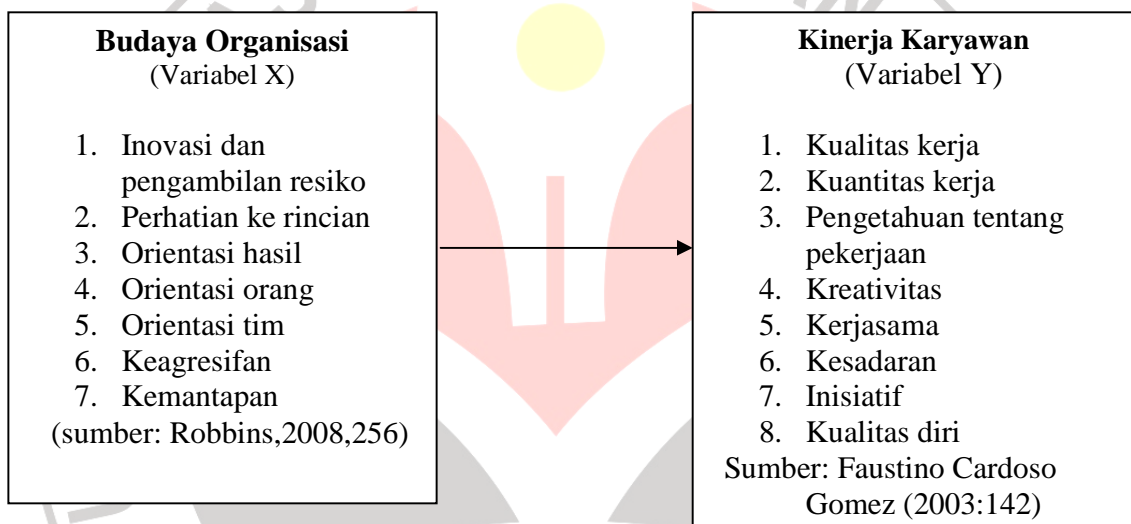 Budaya Organisasi
(Variabel X)
1. Inovasi dan
pengambilan resiko
2. Perhatian ke rincian
3. Orientasi hasil
4. Orientasi orang
5. Orientasi tim
6. Keagresifan
7. Kemantapan
(sumber: Robbins,2008,256)
Kinerja Karyawan
(Variabel Y)
1. Kualitas kerja
2. Kuantitas kerja
3. Pengetahuan tentang
pekerjaan
4. Kreativitas
5. Kerjasama
6. Kesadaran
7. Inisiatif
8. Kualitas diri
Sumber: Faustino Cardoso
Gomez (2003:142)